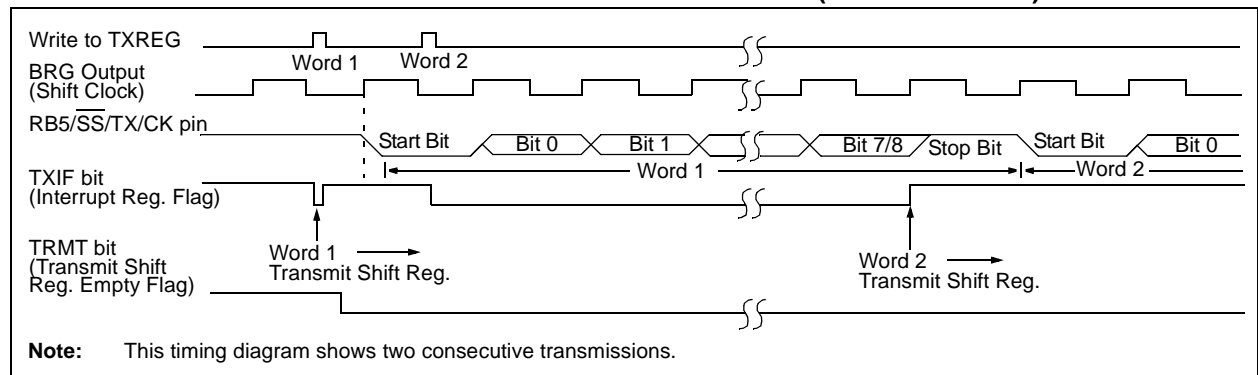 Write to TXREG
Word 1 Word 2
BRG Output
(Shift Clock)
RB5/SS/TX/CK pin
Start Bit Bit 0 Bit 1 Bit 7/8 Stop Bit Start Bit Bit 0
Word 1 Word 2
TXIF bit
(Interrupt Reg. Flag)
Word 1
Transmit Shift Reg.
Word 2
Transmit Shift Reg.
TRMT bit
(Transmit Shift
Reg. Empty Flag)
Note: This timing diagram shows two consecutive transmissions.